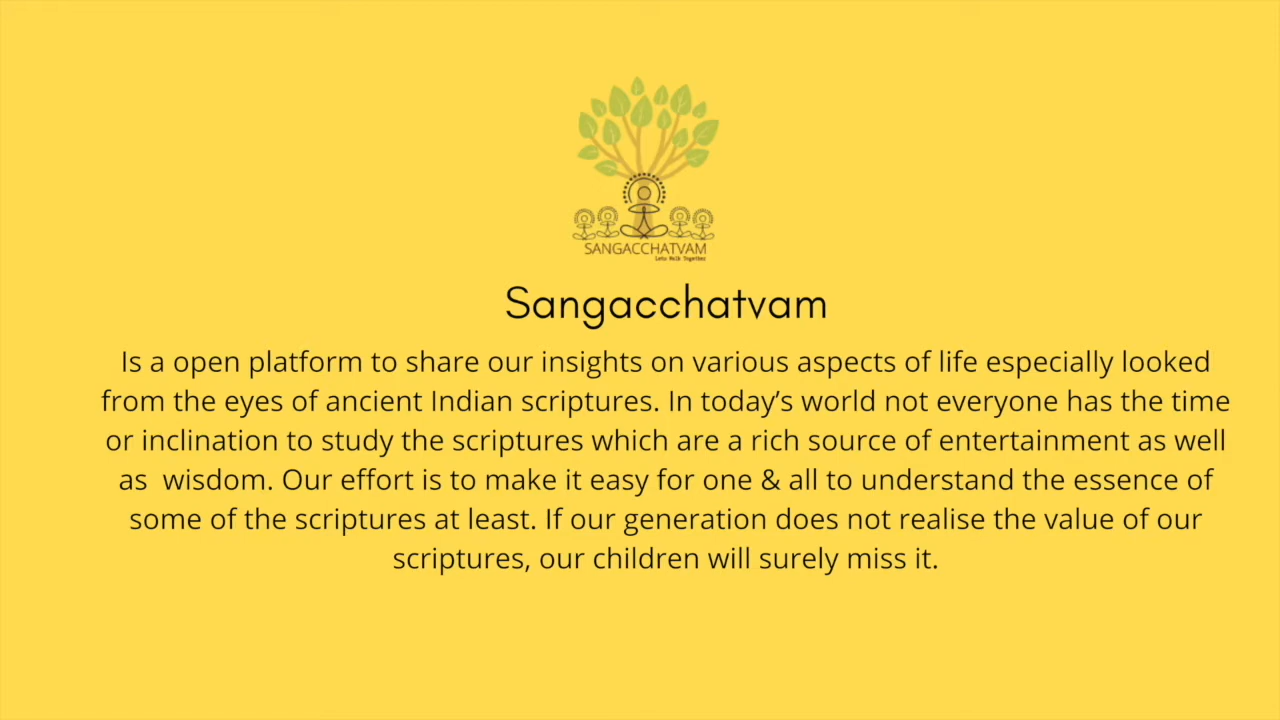 SANGACCHATVAM
Lets Walk Together
Sangacchatvam
Is a open platform to share our insights on various aspects of life especially looked
from the eyes of ancient Indian scriptures. In today’s world not everyone has the time
or inclination to study the scriptures which are a rich source of entertainment as well
as  wisdom. Our effort is to make it easy for one & all to understand the essence of
some of the scriptures at least. If our generation does not realise the value of our
scriptures, our children will surely miss it.